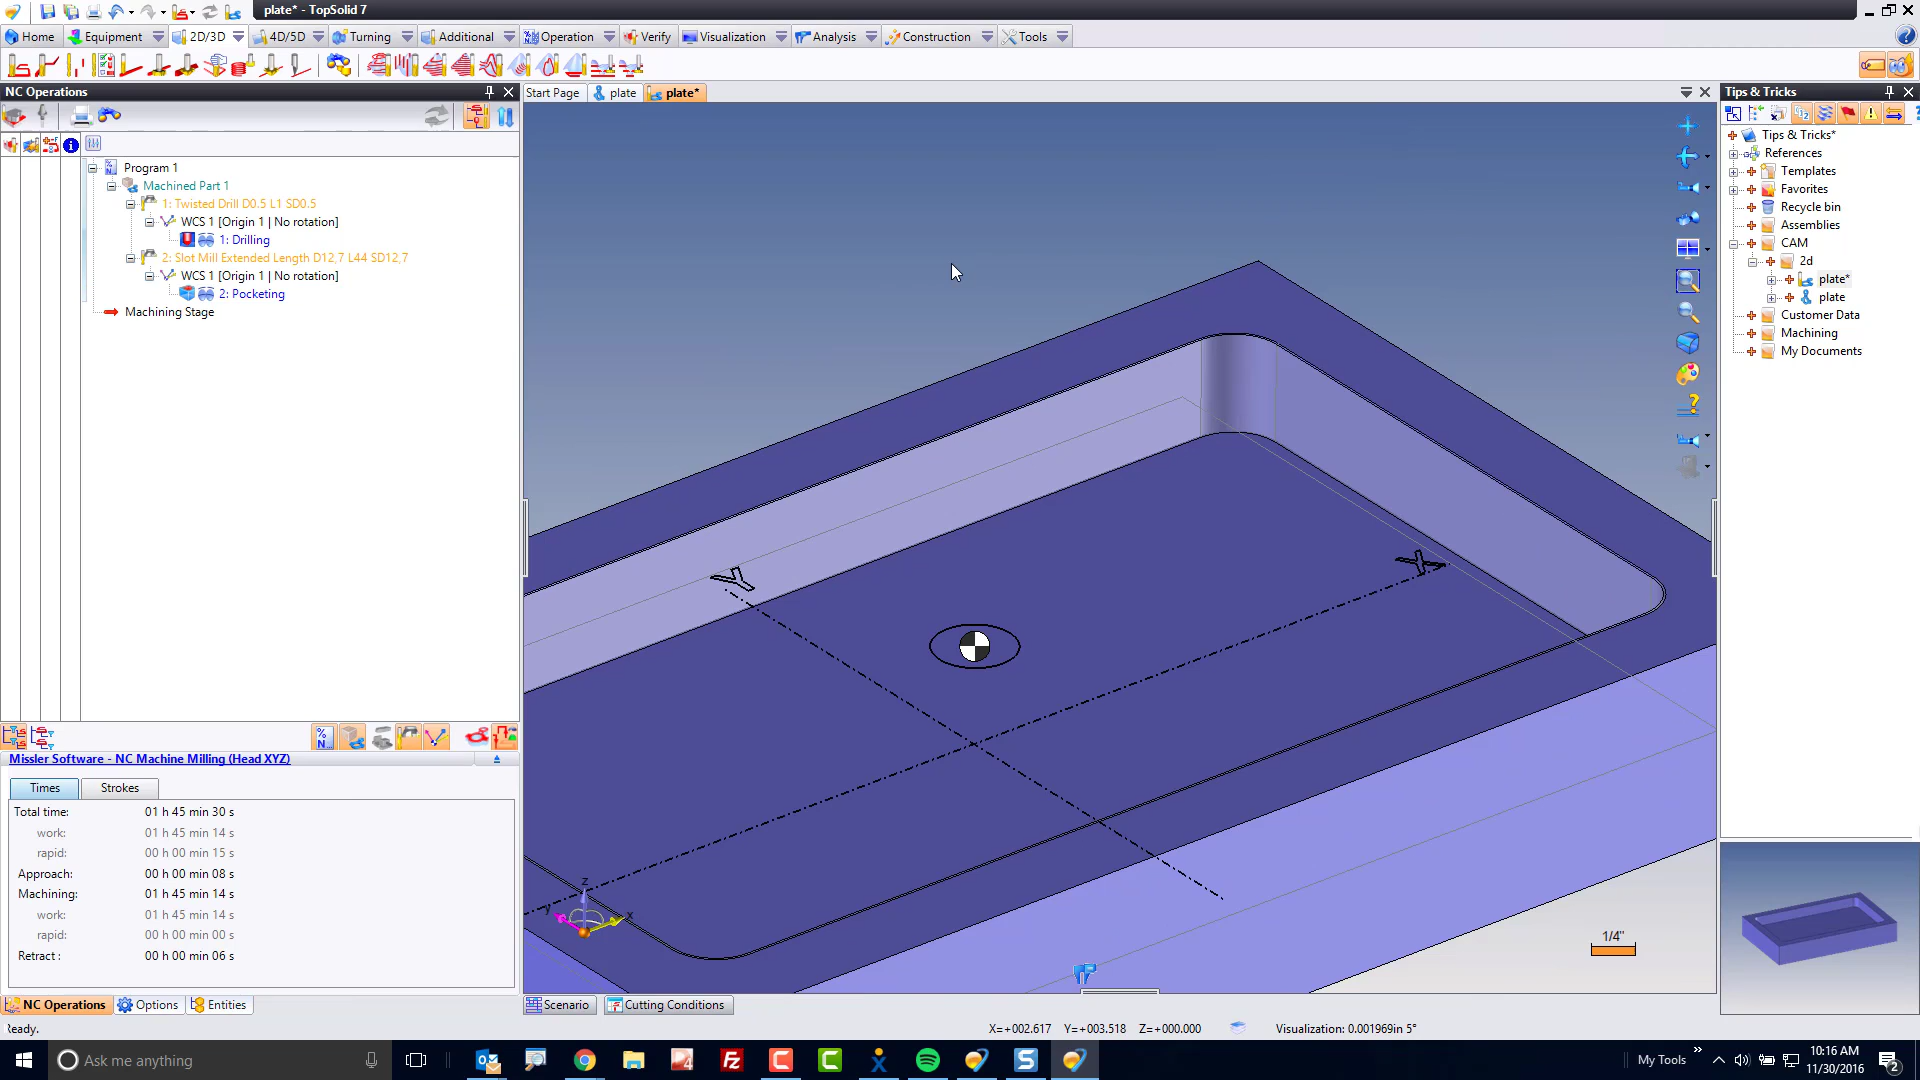 plate* - TopSolid 7
Home Equipment 2D/3D 4D/5D Turning Additional Operation Verify Visualization Analysis Construction Tools
NC Operations
Start Page plate plate*
Tips & Tricks
Program 1
Machined Part 1
1: Twisted Drill D0.5 L1 SD0.5
WCS 1 [Origin 1 | No rotation]
1: Drilling
2: Slot Mill Extended Length D12,7 L44 SD12,7
WCS 1 [Origin 1 | No rotation]
2: Pocketing
Machining Stage
Tips & Tricks*
References
Templates
Favorites
Recycle bin
Assemblies
CAM
2d
plate*
plate
Customer Data
Machining
My Documents
Y
X
z
y
x
1/4"
Missler Software - NC Machine Milling (Head XYZ)
Times Strokes
Total time: 01 h 45 min 30 s
work: 01 h 45 min 14 s
rapid: 00 h 00 min 15 s
Approach: 00 h 00 min 08 s
Machining: 01 h 45 min 14 s
work: 01 h 45 min 14 s
rapid: 00 h 00 min 00 s
Retract : 00 h 00 min 06 s
NC Operations Options Entities
Scenario Cutting Conditions
Ready.
X=+002.617 Y=+003.518 Z=+000.000 Visualization: 0.001969in 5°
Ask me anything
My Tools
10:16 AM
11/30/2016
2